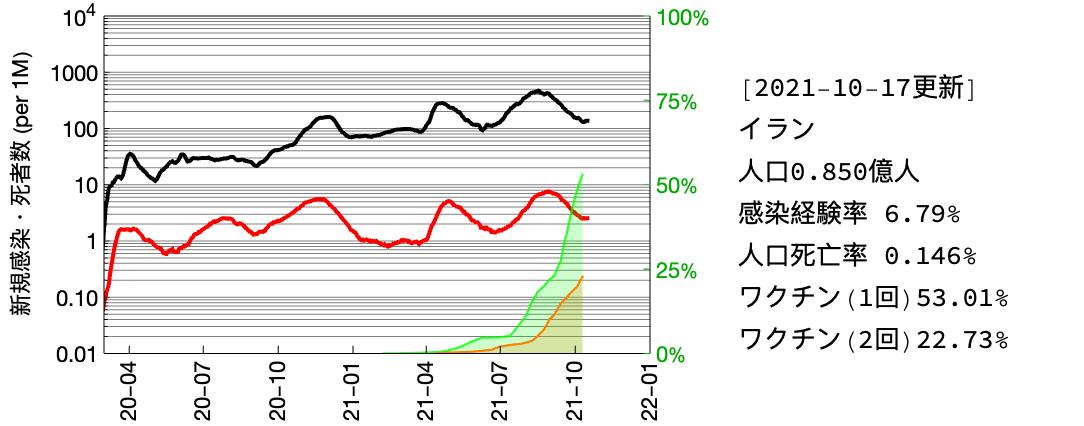 新規感染・死者数 (per 1M)
10^4
1000
100
10
1
0.10
0.01
100%
75%
50%
25%
0%
20-04
20-07
20-10
21-01
21-04
21-07
21-10
22-01
[2021-10-17更新]
イラン
人口0.850億人
感染経験率 6.79%
人口死亡率 0.146%
ワクチン(1回)53.01%
ワクチン(2回)22.73%